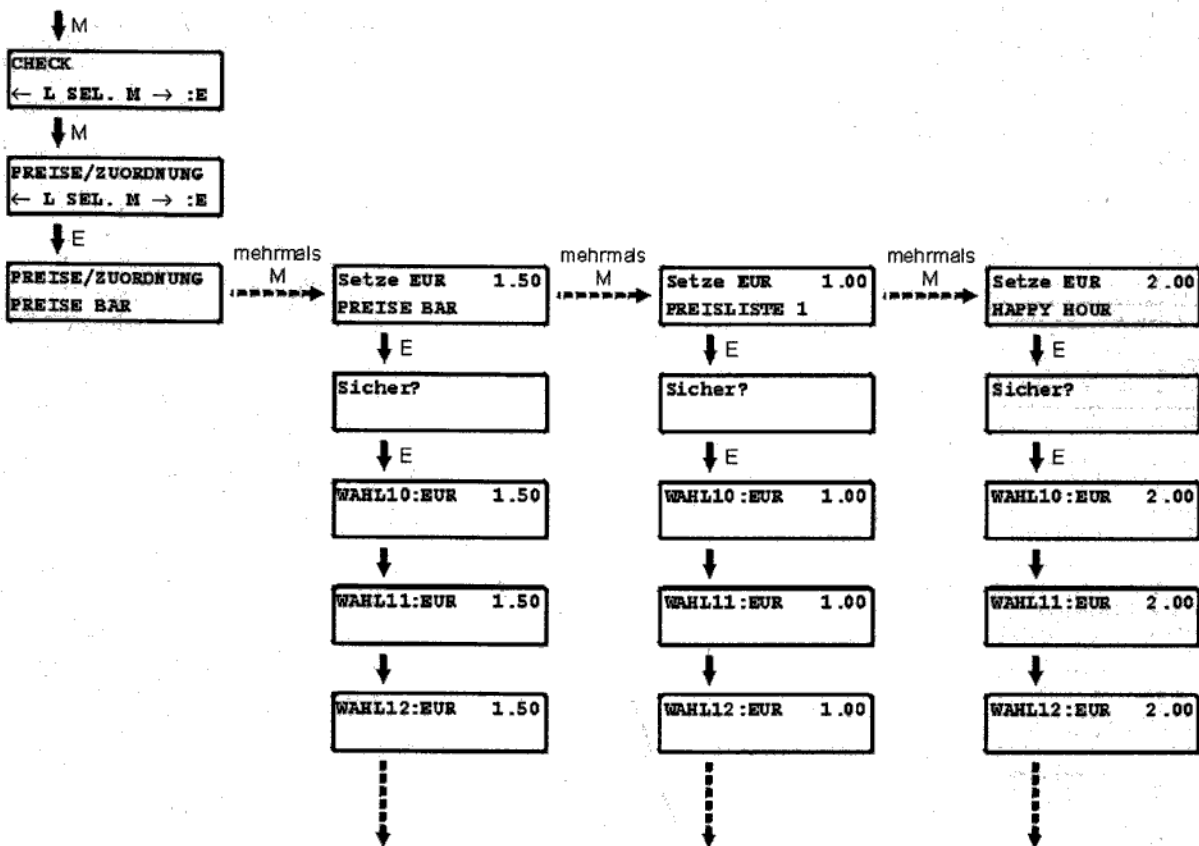 M
CHECK
← L SEL. M → :E
M
PREISE/ZUORDNUNG
← L SEL. M → :E
E
PREISE/ZUORDNUNG
PREISE BAR
mehrmals
M
Setze EUR 1.50
PREISE BAR
E
Sicher?
E
WAHL10:EUR 1.50
WAHL11:EUR 1.50
WAHL12:EUR 1.50
mehrmals
M
Setze EUR 1.00
PREISLISTE 1
E
Sicher?
E
WAHL10:EUR 1.00
WAHL11:EUR 1.00
WAHL12:EUR 1.00
mehrmals
M
Setze EUR 2.00
HAPPY HOUR
E
Sicher?
E
WAHL10:EUR 2.00
WAHL11:EUR 2.00
WAHL12:EUR 2.00